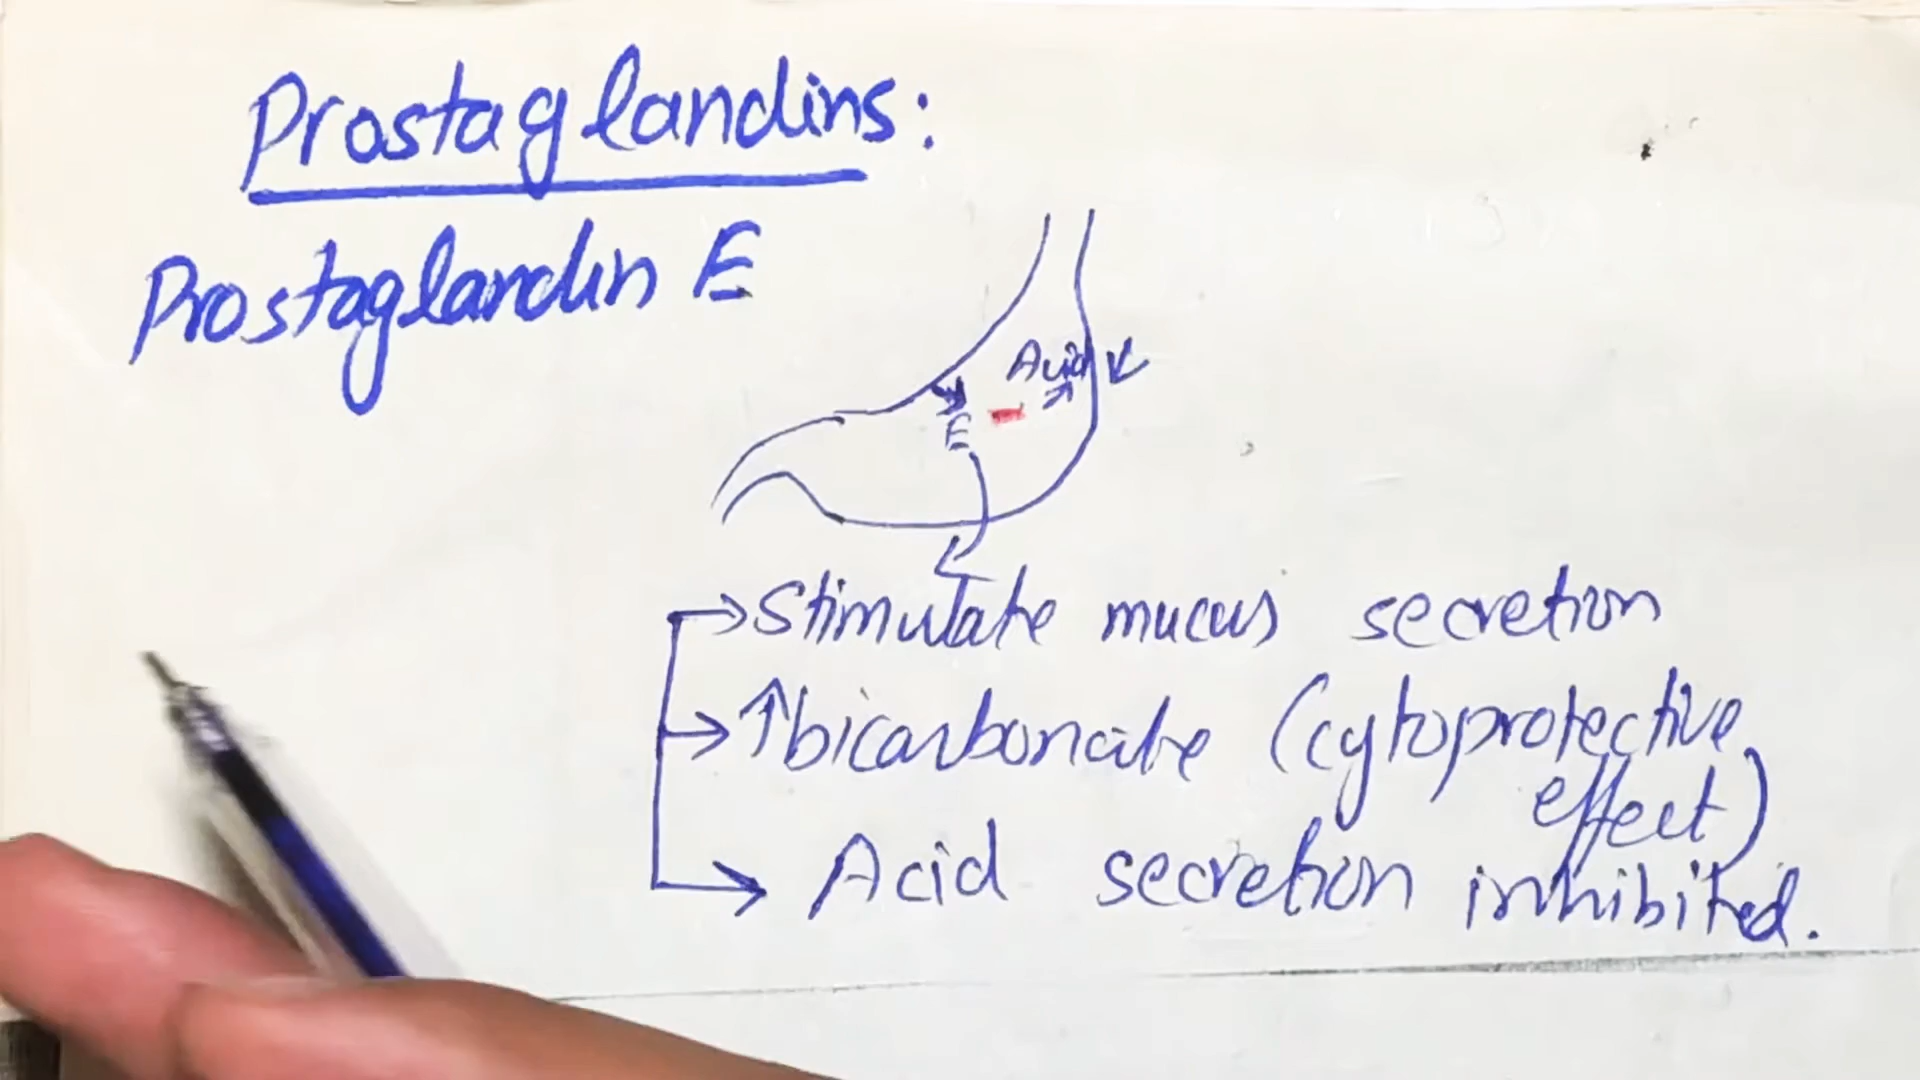 Prostaglandins:
Prostaglandin E
Acid
E
Stimulate mucus secretion
↑bicarbonate (cytoprotective
effect)
Acid secretion inhibited.